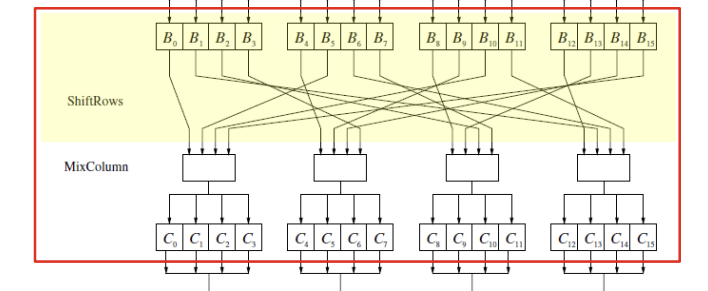 B₀ B₁ B₂ B₃ B₄ B₅ B₆ B₇ B₈ B₉ B₁₀ B₁₁ B₁₂ B₁₃ B₁₄ B₁₅
ShiftRows
MixColumn
C₀ C₁ C₂ C₃ C₄ C₅ C₆ C₇ C₈ C₉ C₁₀ C₁₁ C₁₂ C₁₃ C₁₄ C₁₅